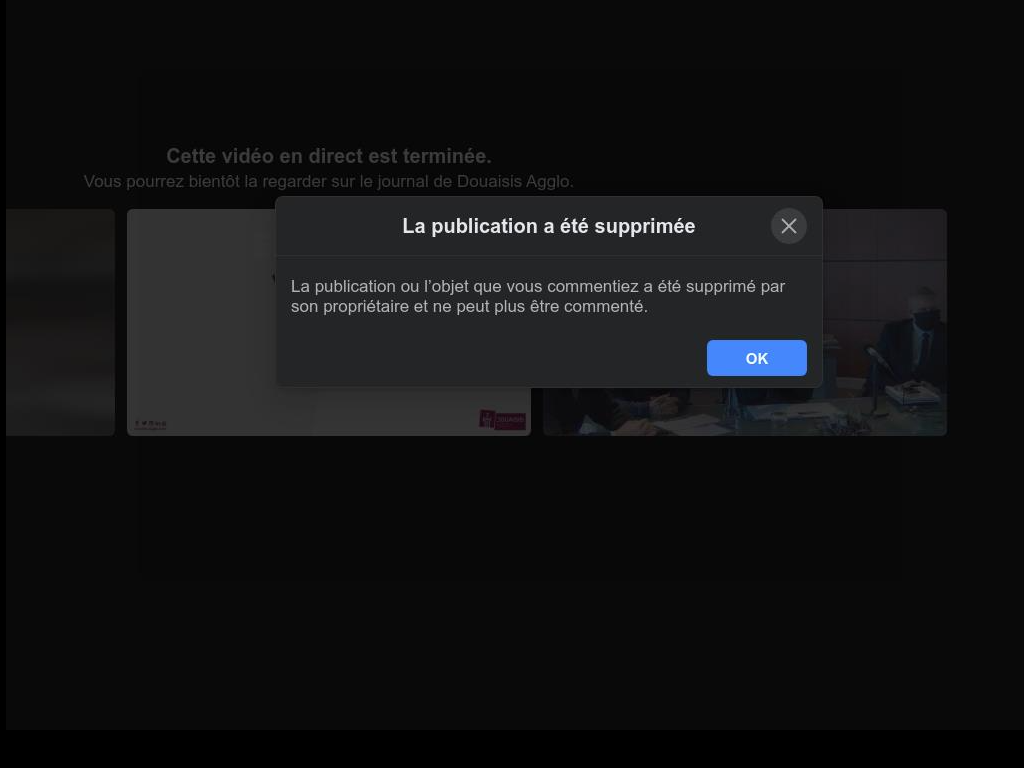 Cette vidéo en direct est terminée.
Vous pourrez bientôt la regarder sur le journal de Douaisis Agglo.
La publication a été supprimée
La publication ou l’objet que vous commentiez a été supprimé par
son propriétaire et ne peut plus être commenté.
OK